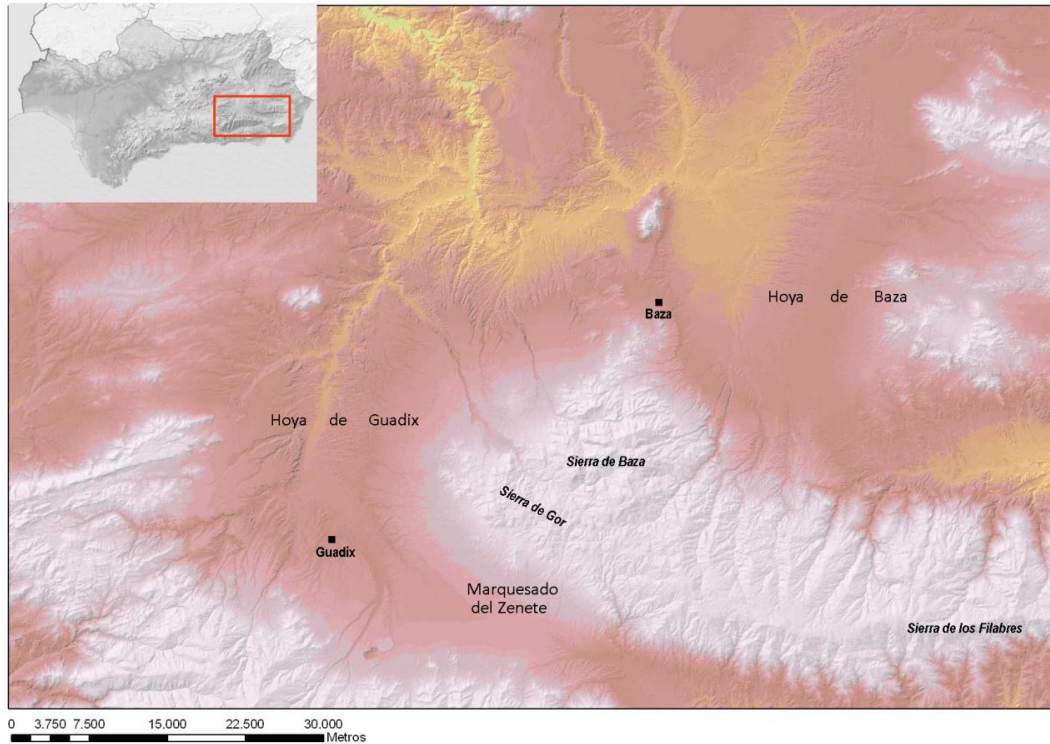 Hoya de Baza
Baza
Hoya de Guadix
Sierra de Baza
Sierra de Gor
Guadix
Marquesado
del Zenete
Sierra de los Filabres
0 3.750 7.500 15.000 22.500 30.000
Metros